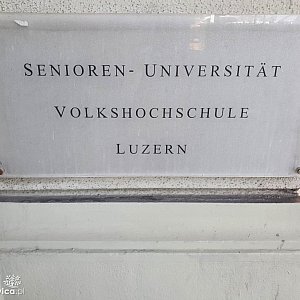 SENIOREN- UNIVERSITÄT
VOLKSHOCHSCHULE
LUZERN